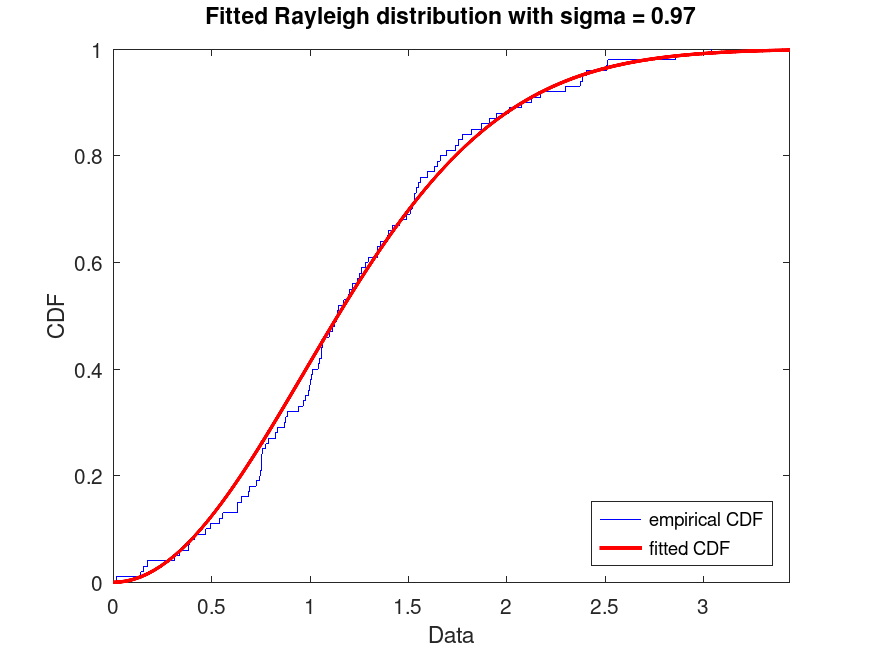 Fitted Rayleigh distribution with sigma = 0.97
1
0.8
0.6
0.4
0.2
0
CDF
0 0.5 1 1.5 2 2.5 3
Data
empirical CDF
fitted CDF